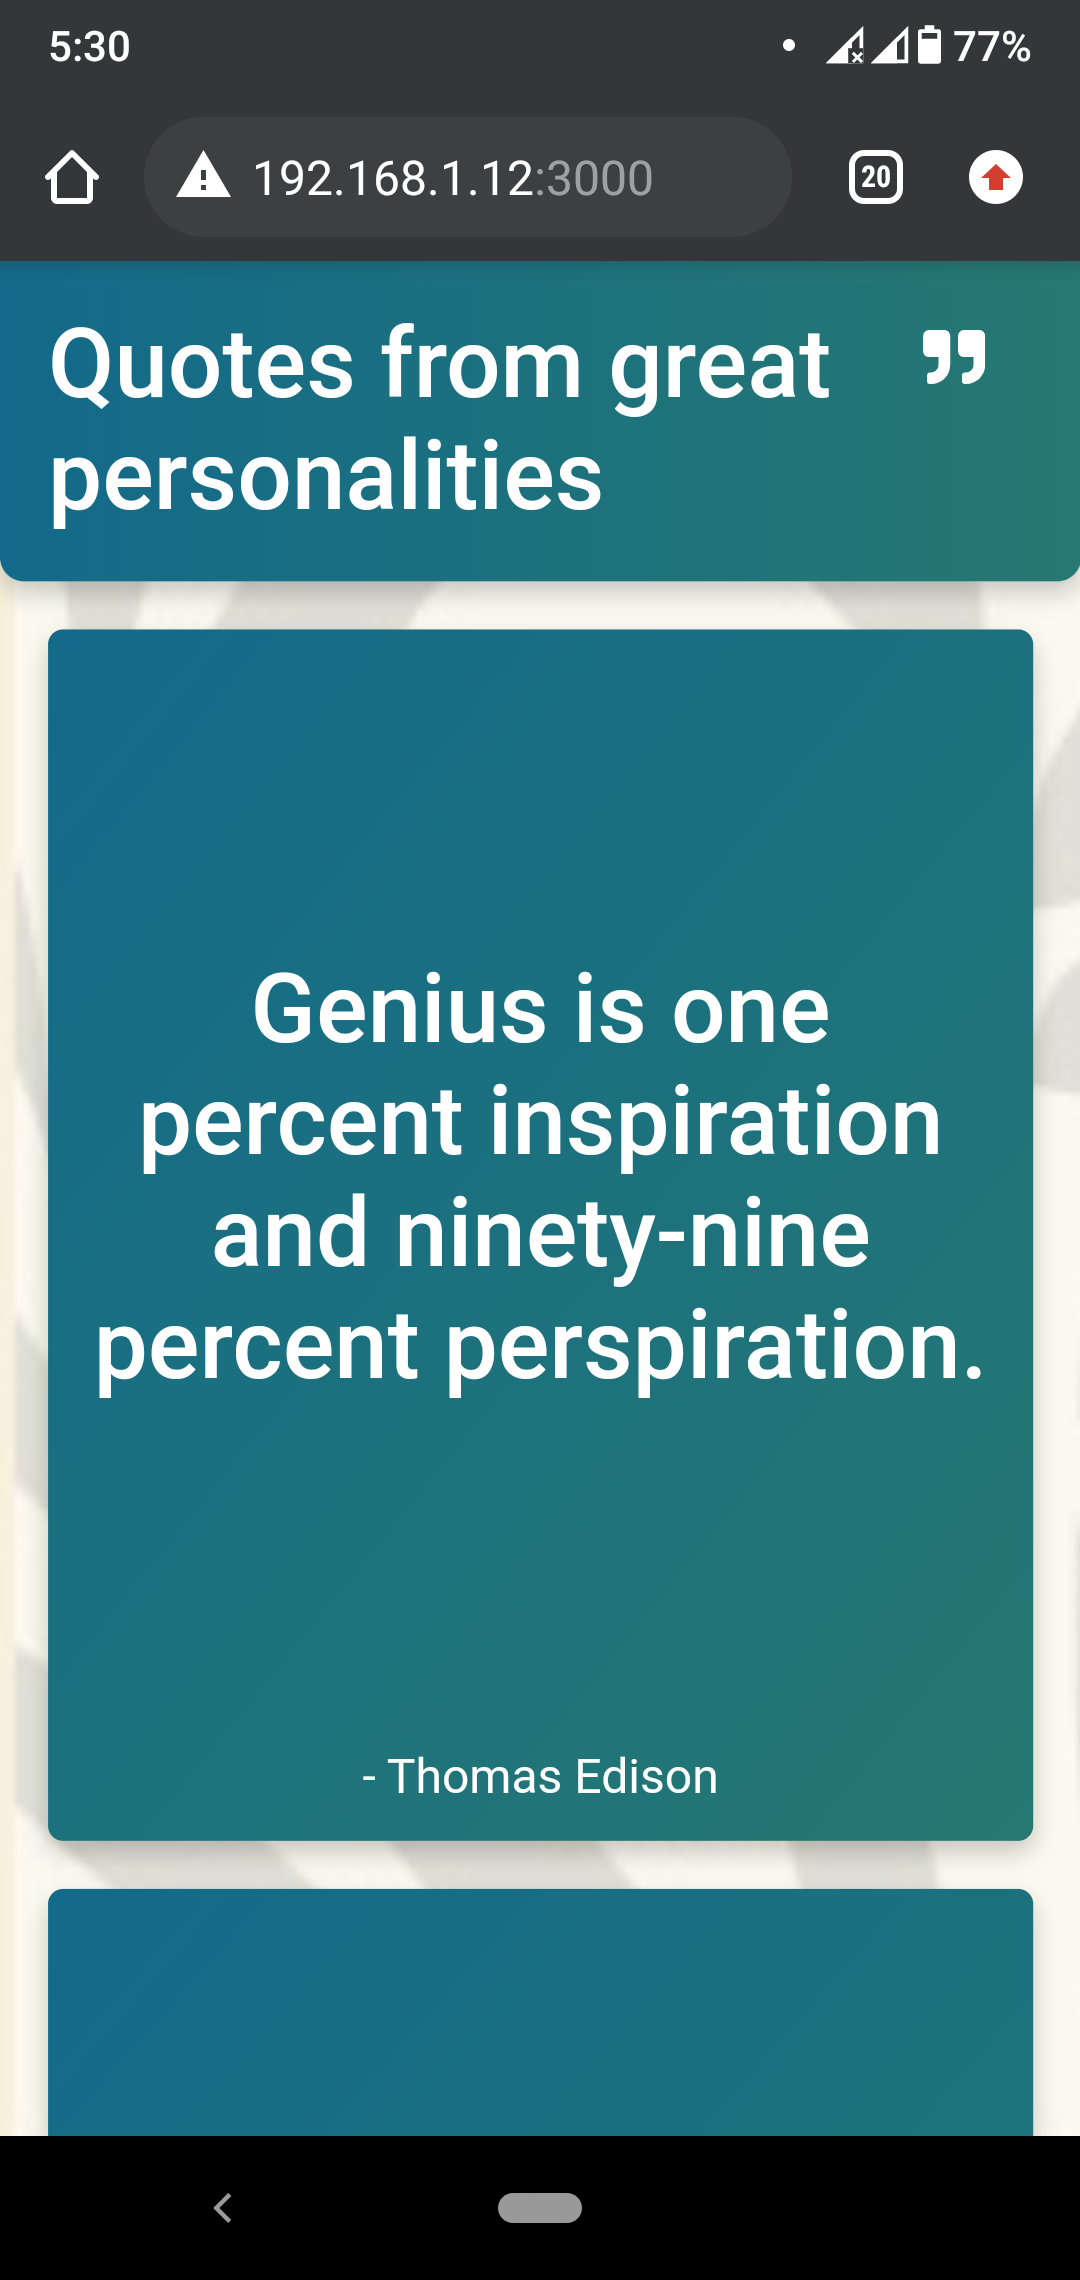 5:30
77%
192.168.1.12:3000
20
Quotes from great
personalities
Genius is one
percent inspiration
and ninety-nine
percent perspiration.
- Thomas Edison